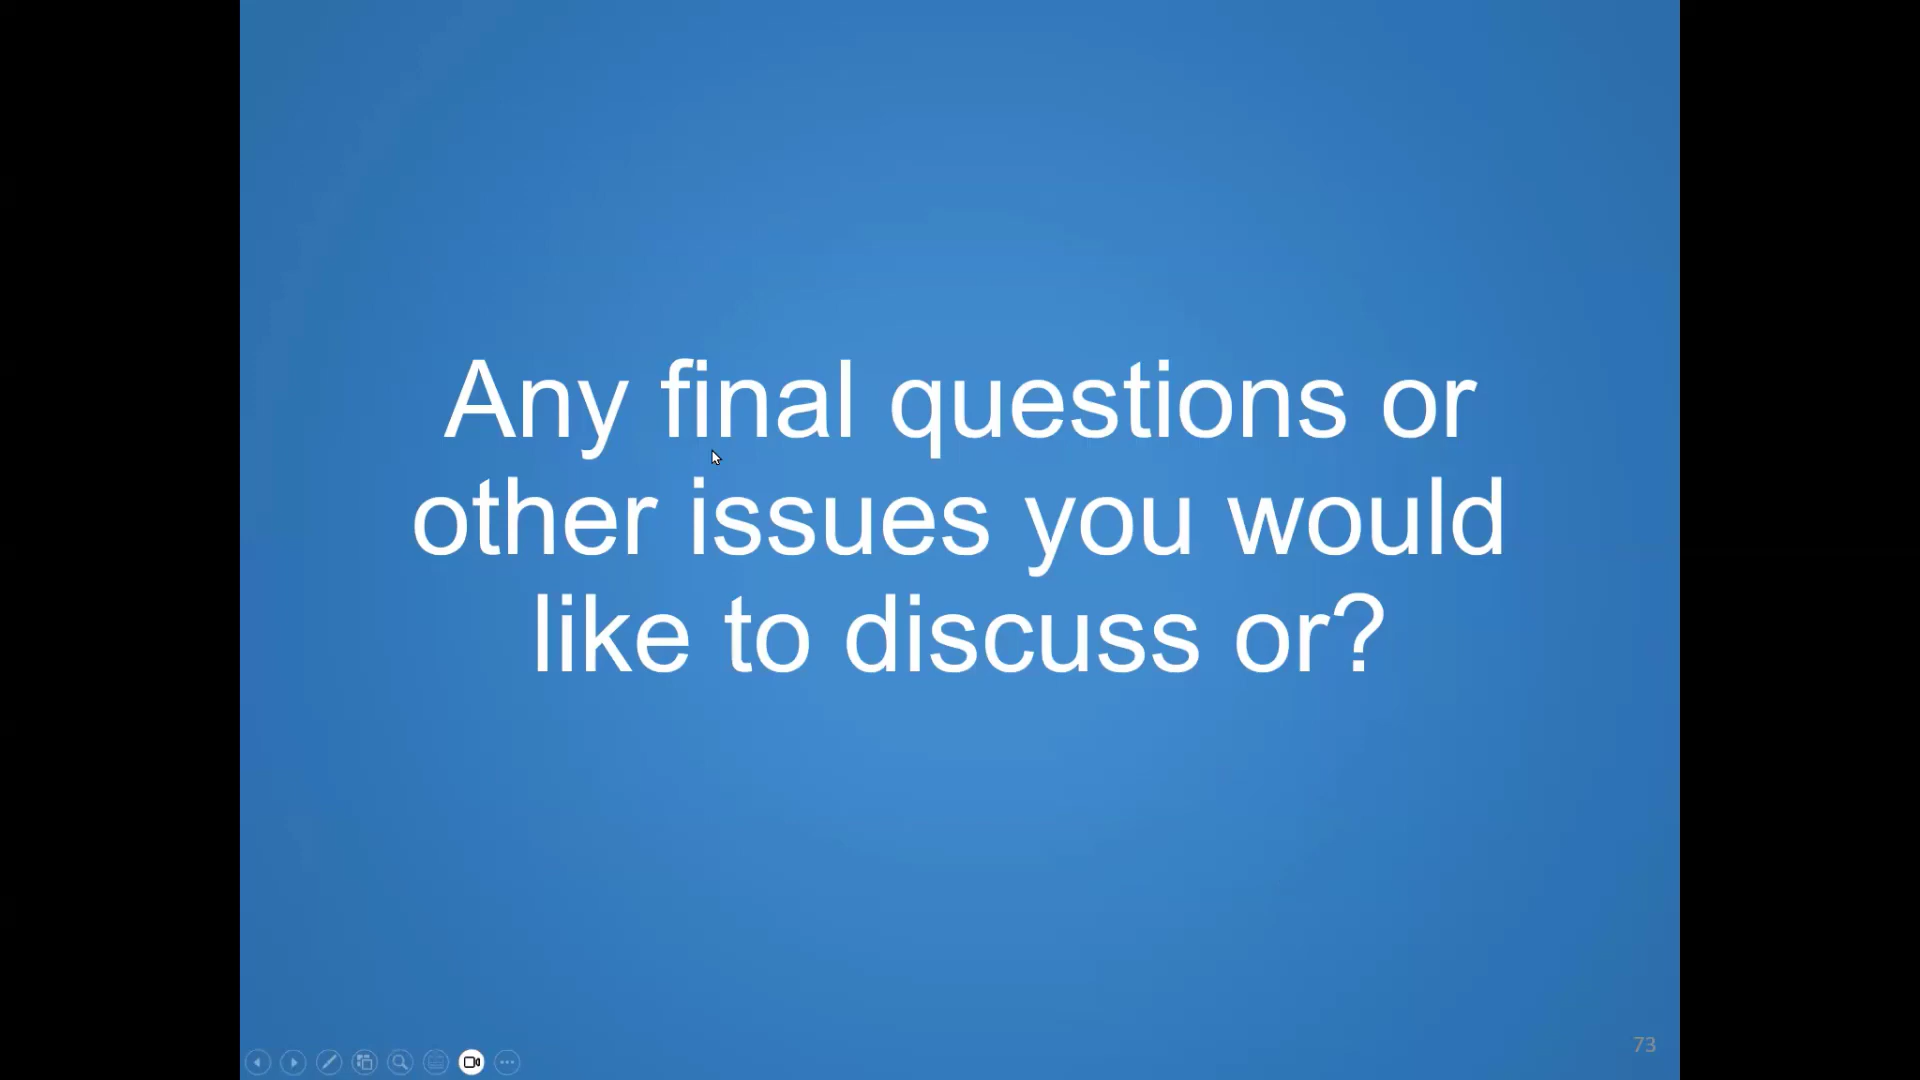 Any final questions or
other issues you would
like to discuss or?
73